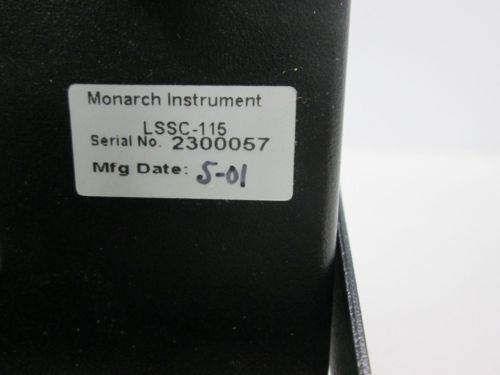 Monarch Instrument
LSSC-115
Serial No. 2300057
Mfg Date: 5-01